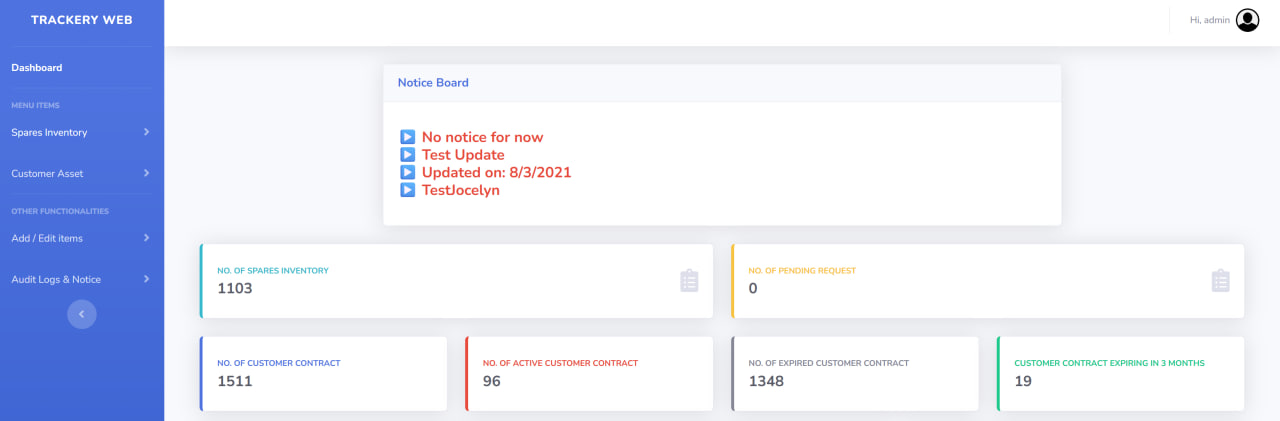 TRACKERY WEB
Hi, admin
Dashboard
MENU ITEMS
Spares Inventory
Customer Asset
OTHER FUNCTIONALITIES
Add / Edit items
Audit Logs & Notice
Notice Board
No notice for now
Test Update
Updated on: 8/3/2021
TestJocelyn
NO. OF SPARES INVENTORY
1103
NO. OF PENDING REQUEST
0
NO. OF CUSTOMER CONTRACT
1511
NO. OF ACTIVE CUSTOMER CONTRACT
96
NO. OF EXPIRED CUSTOMER CONTRACT
1348
CUSTOMER CONTRACT EXPIRING IN 3 MONTHS
19